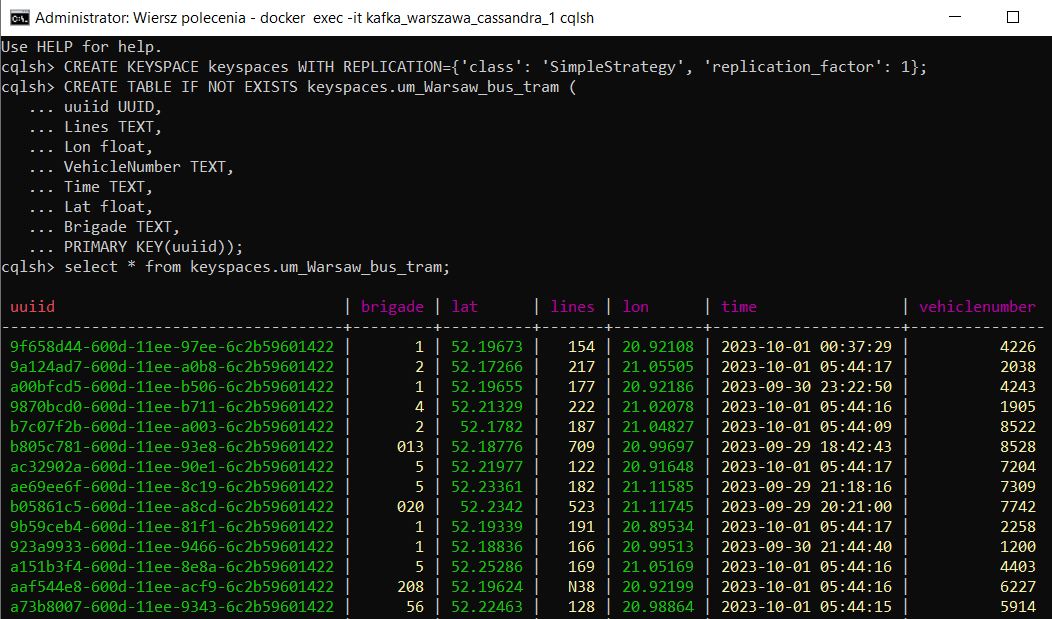 Administrator: Wiersz polecenia - docker  exec -it kafka_warszawa_cassandra_1 cqlsh
Use HELP for help.
cqlsh> CREATE KEYSPACE keyspaces WITH REPLICATION={'class': 'SimpleStrategy', 'replication_factor': 1};
cqlsh> CREATE TABLE IF NOT EXISTS keyspaces.um_Warsaw_bus_tram (
   ... uuiid UUID,
   ... Lines TEXT,
   ... Lon float,
   ... VehicleNumber TEXT,
   ... Time TEXT,
   ... Lat float,
   ... Brigade TEXT,
   ... PRIMARY KEY(uuiid));
cqlsh> select * from keyspaces.um_Warsaw_bus_tram;
 uuiid                                | brigade | lat      | lines | lon      | time                | vehiclenumber
--------------------------------------+---------+----------+-------+----------+---------------------+---------------
 9f658d44-600d-11ee-97ee-6c2b59601422 |       1 | 52.19673 |   154 | 20.92108 | 2023-10-01 00:37:29 |          4226
 9a124ad7-600d-11ee-a0b8-6c2b59601422 |       2 | 52.17266 |   217 | 21.05505 | 2023-10-01 05:44:17 |          2038
 a00bfcd5-600d-11ee-b506-6c2b59601422 |       1 | 52.19655 |   177 | 20.92186 | 2023-09-30 23:22:50 |          4243
 9870bcd0-600d-11ee-b711-6c2b59601422 |       4 | 52.21329 |   222 | 21.02078 | 2023-10-01 05:44:16 |          1905
 b7c07f2b-600d-11ee-a003-6c2b59601422 |       2 |  52.1782 |   187 | 21.04827 | 2023-10-01 05:44:09 |          8522
 b805c781-600d-11ee-93e8-6c2b59601422 |     013 | 52.18776 |   709 | 20.99697 | 2023-09-29 18:42:43 |          8528
 ac32902a-600d-11ee-90e1-6c2b59601422 |       5 | 52.21977 |   122 | 20.91648 | 2023-10-01 05:44:17 |          7204
 ae69ee6f-600d-11ee-8c19-6c2b59601422 |       5 | 52.23361 |   182 | 21.11585 | 2023-09-29 21:18:16 |          7309
 b05861c5-600d-11ee-a8cd-6c2b59601422 |     020 |  52.2342 |   523 | 21.11745 | 2023-09-29 20:21:00 |          7742
 9b59ceb4-600d-11ee-81f1-6c2b59601422 |       1 | 52.19339 |   191 | 20.89534 | 2023-10-01 05:44:17 |          2258
 923a9933-600d-11ee-9466-6c2b59601422 |       1 | 52.18836 |   166 | 20.99513 | 2023-09-30 21:44:40 |          1200
 a151b3f4-600d-11ee-8e8a-6c2b59601422 |       5 | 52.25286 |   169 | 21.05169 | 2023-10-01 05:44:16 |          4403
 aaf544e8-600d-11ee-acf9-6c2b59601422 |     208 | 52.19624 |   N38 | 20.92199 | 2023-10-01 05:44:16 |          6227
 a73b8007-600d-11ee-9343-6c2b59601422 |      56 | 52.22463 |   128 | 20.98864 | 2023-10-01 05:44:15 |          5914